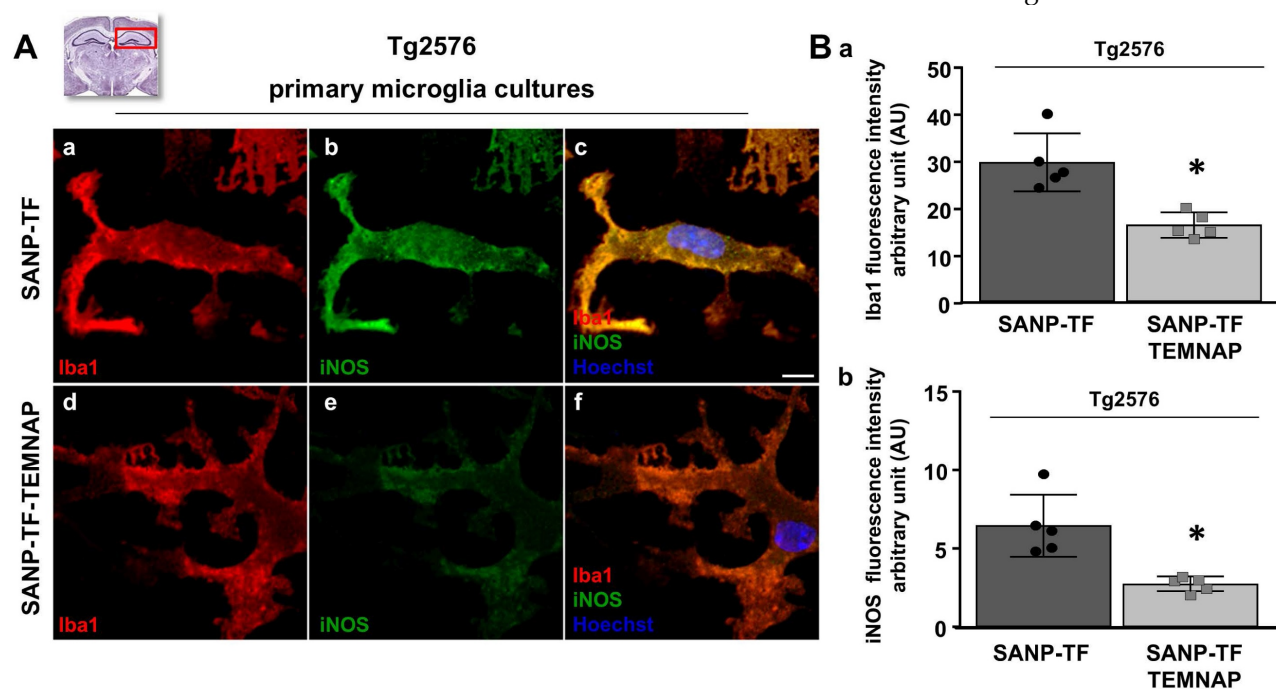 A
Tg2576
primary microglia cultures
SANP-TF
a
b
c
Iba1
iNOS
Iba1
iNOS
Hoechst
SANP-TF-TEMNAP
d
e
f
Iba1
iNOS
Iba1
iNOS
Hoechst
B a
Tg2576
Iba1 fluorescence intensity
arbitrary unit (AU)
50
40
30
20
10
0
*
SANP-TF
SANP-TF
TEMNAP
b
Tg2576
iNOS fluorescence intensity
arbitrary unit (AU)
15
10
5
0
*
SANP-TF
SANP-TF
TEMNAP